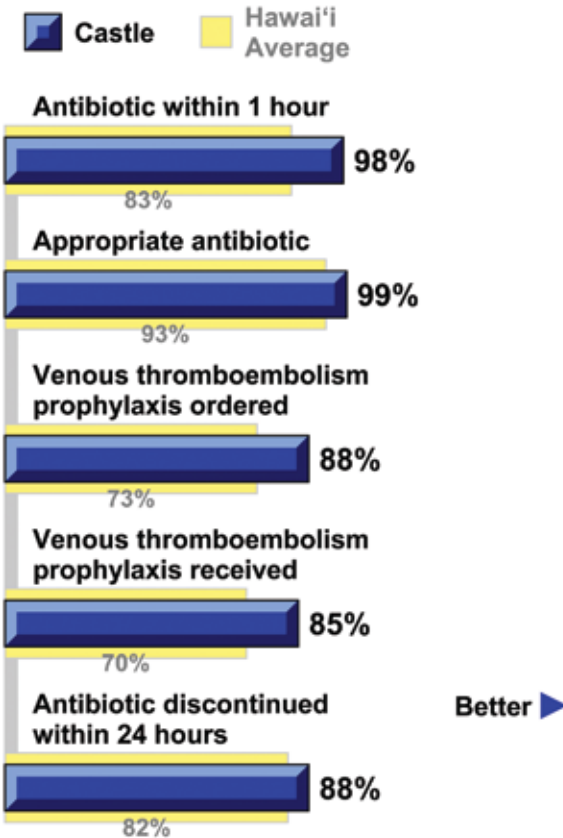 Castle
Hawai‘i
Average
Antibiotic within 1 hour
98%
83%
Appropriate antibiotic
99%
93%
Venous thromboembolism
prophylaxis ordered
88%
73%
Venous thromboembolism
prophylaxis received
85%
70%
Antibiotic discontinued
within 24 hours
Better
88%
82%